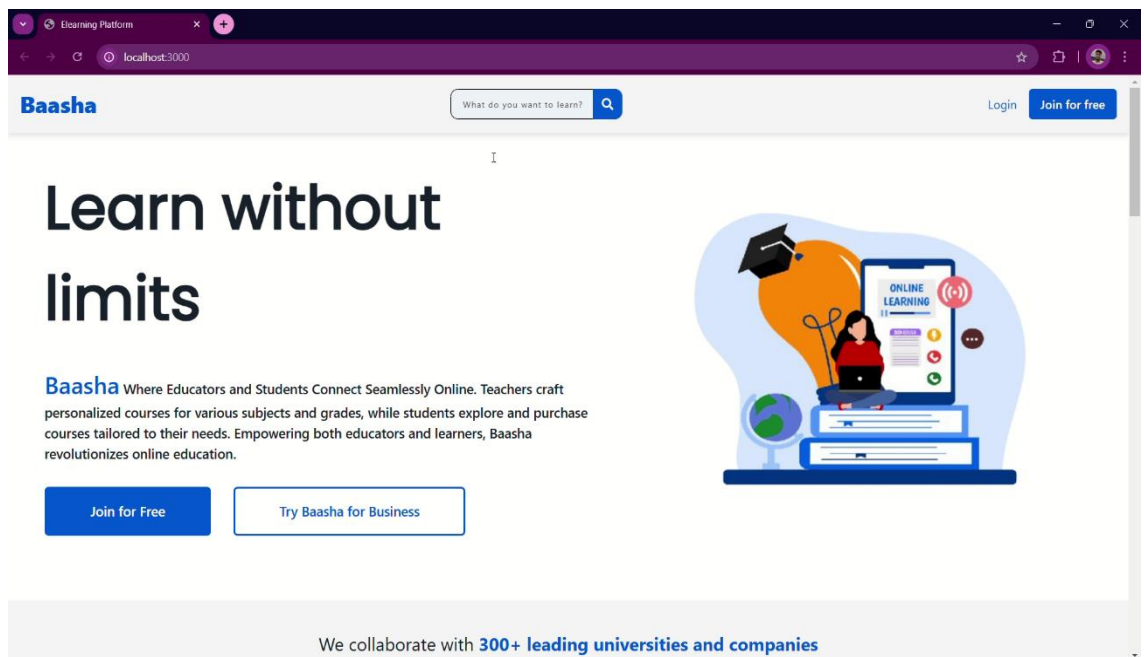 Elearning Platform
localhost:3000
Baasha
What do you want to learn?
Login
Join for free
Learn without
limits
Baasha Where Educators and Students Connect Seamlessly Online. Teachers craft
personalized courses for various subjects and grades, while students explore and purchase
courses tailored to their needs. Empowering both educators and learners, Baasha
revolutionizes online education.
Join for Free
Try Baasha for Business
ONLINE
LEARNING
We collaborate with 300+ leading universities and companies